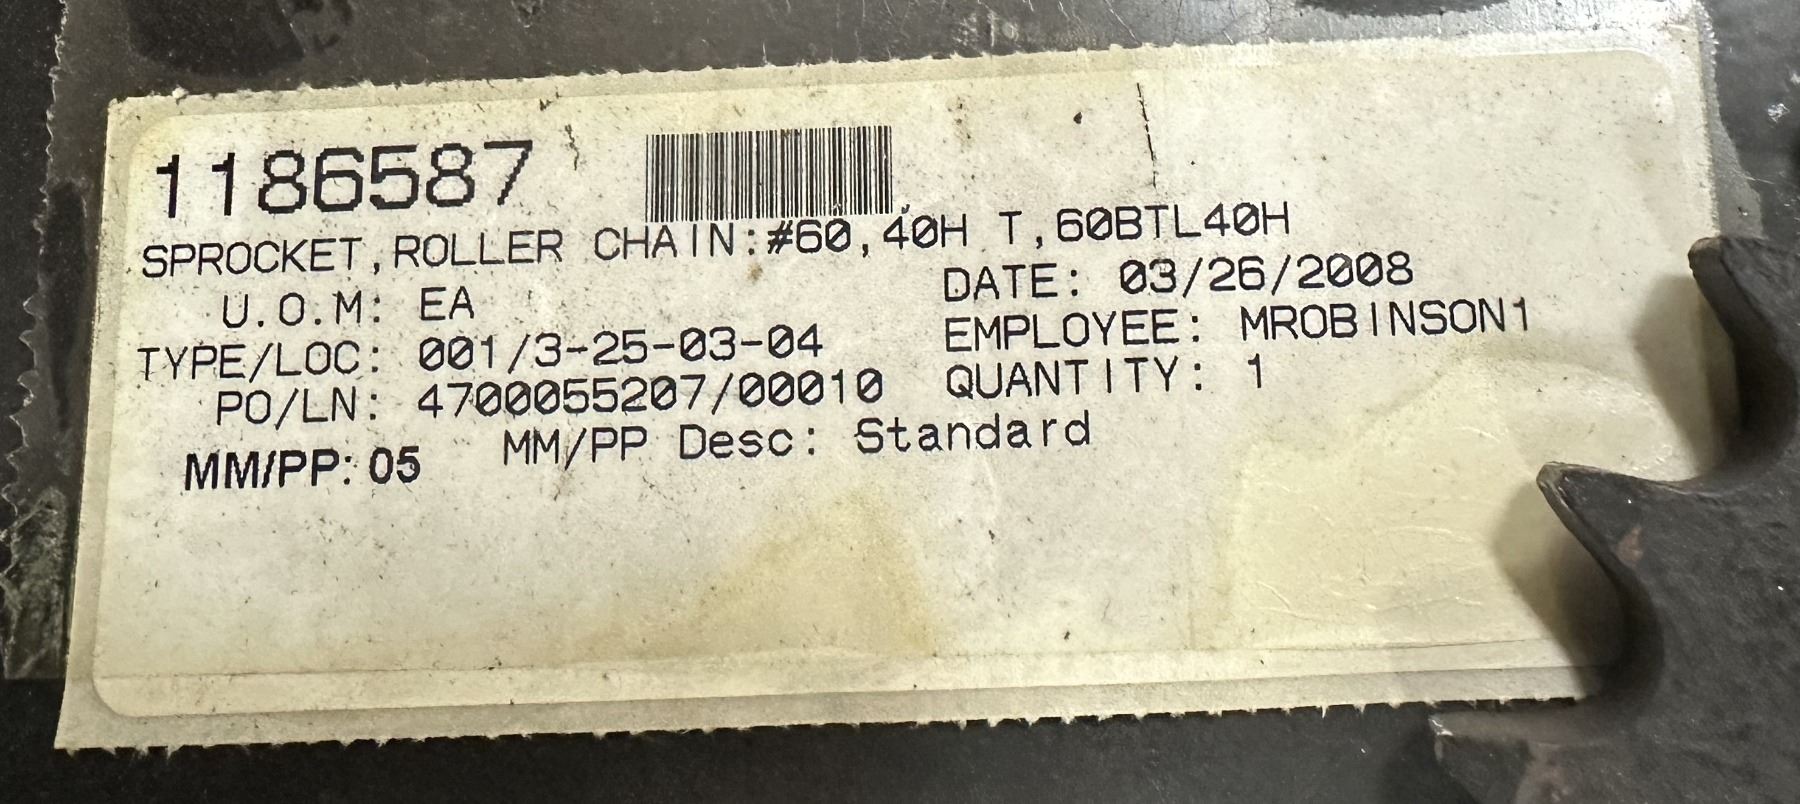 1186587
SPROCKET,ROLLER CHAIN:#60,40H T,60BTL40H
U.O.M: EA
DATE: 03/26/2008
TYPE/LOC: 001/3-25-03-04
EMPLOYEE: MROBINSON1
PO/LN: 4700055207/00010
QUANTITY: 1
MM/PP: 05
MM/PP Desc: Standard